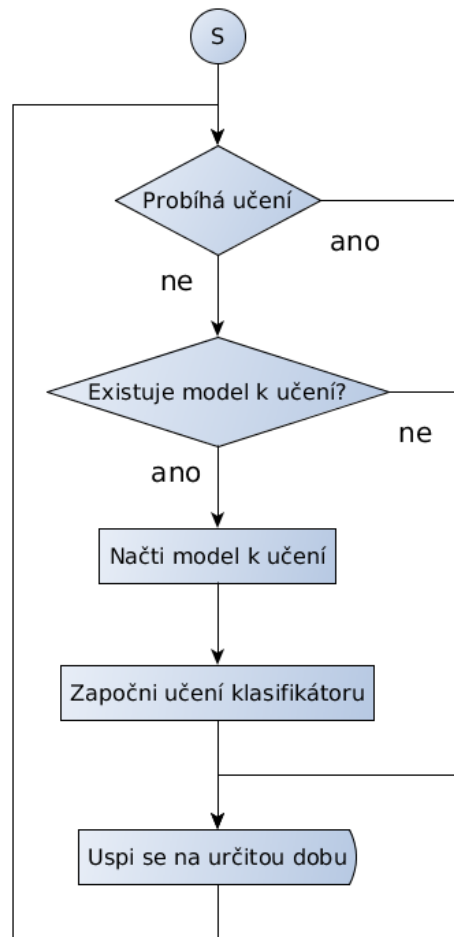 S
Probíhá učení
ano
ne
Existuje model k učení?
ne
ano
Načti model k učení
Započni učení klasifikátoru
Uspi se na určitou dobu